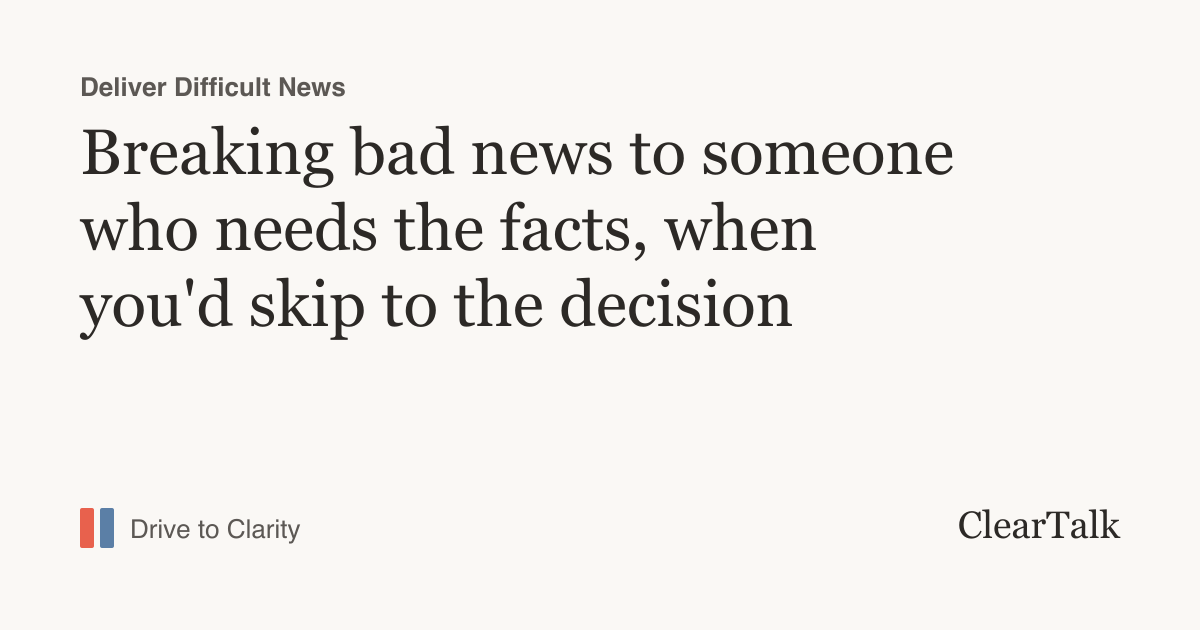 Deliver Difficult News
Breaking bad news to someone
who needs the facts, when
you'd skip to the decision
Drive to Clarity
ClearTalk